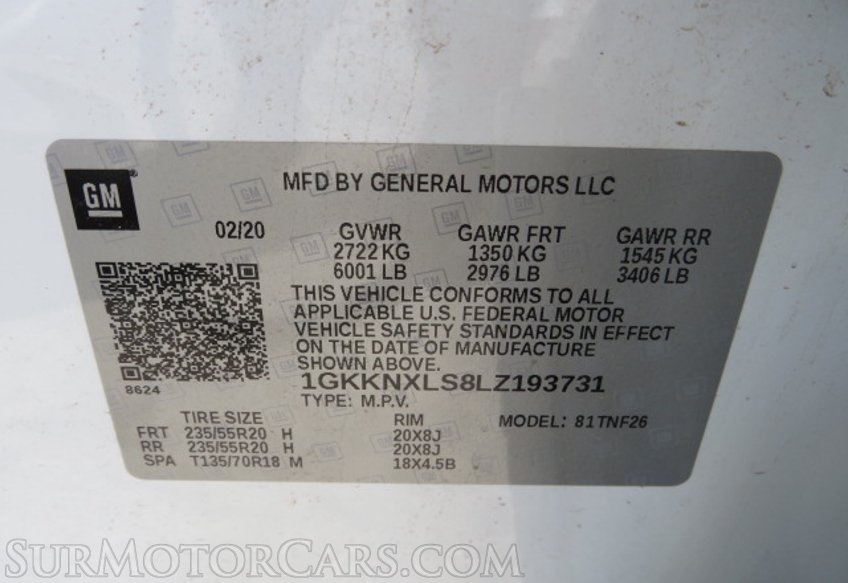 GM
MFD BY GENERAL MOTORS LLC
02/20 GVWR GAWR FRT GAWR RR
2722 KG 1350 KG 1545 KG
6001 LB 2976 LB 3406 LB
THIS VEHICLE CONFORMS TO ALL
APPLICABLE U.S. FEDERAL MOTOR
VEHICLE SAFETY STANDARDS IN EFFECT
ON THE DATE OF MANUFACTURE
SHOWN ABOVE.
8624
1GKKNXLS8LZ193731
TYPE: M.P.V.
TIRE SIZE RIM MODEL: 81TNF26
FRT 235/55R20 H 20X8J
RR 235/55R20 H 20X8J
SPA T135/70R18 M 18X4.5B
SURMOTORCARS.COM